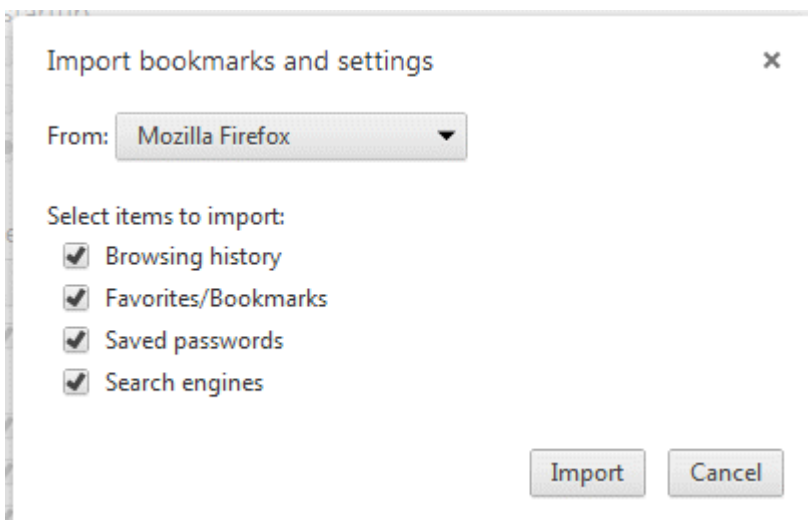 startup
Import bookmarks and settings
From: Mozilla Firefox
Select items to import:
Browsing history
Favorites/Bookmarks
Saved passwords
Search engines
Import Cancel